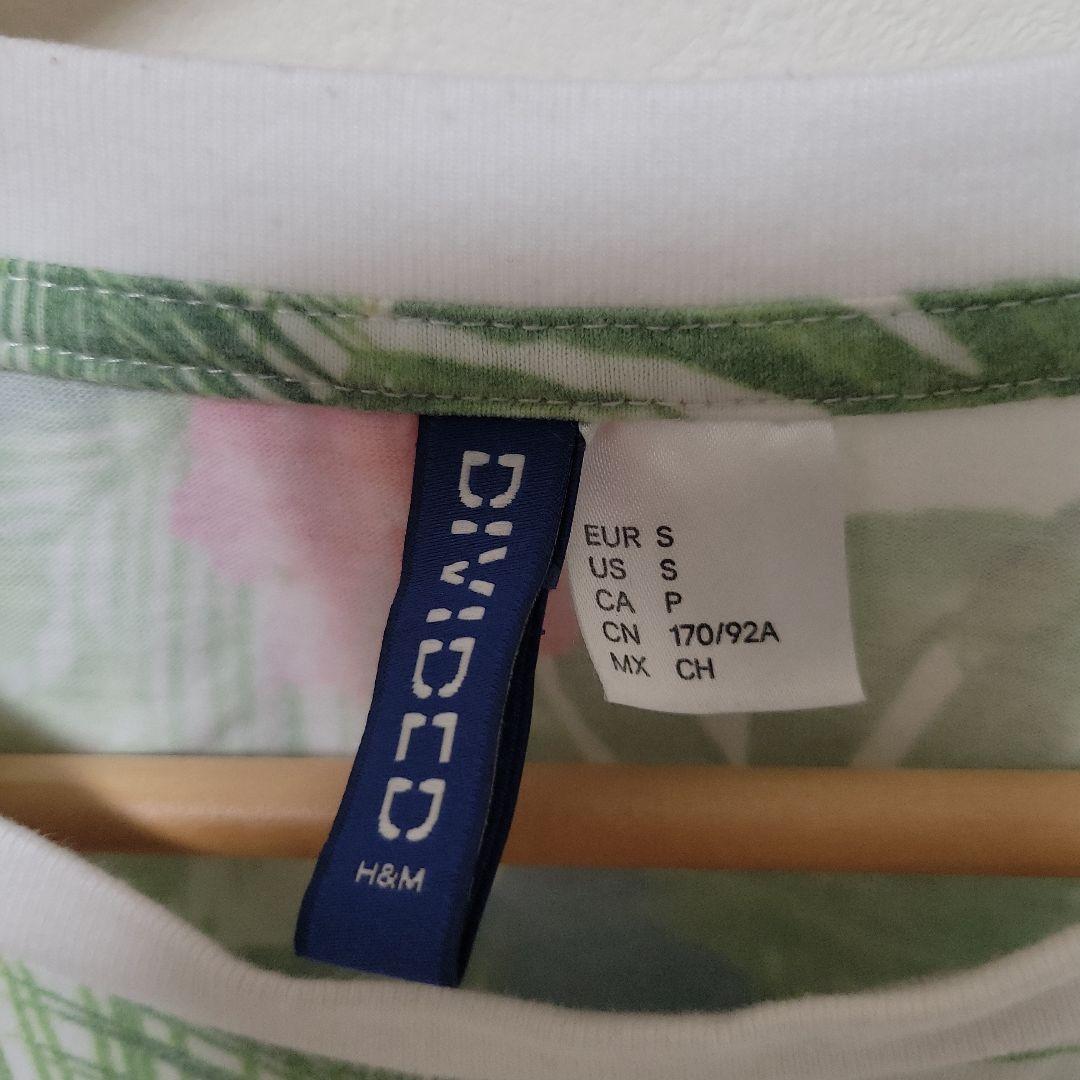 DIVIDED
H&M
EUR S
US S
CA P
CN 170/92A
MX CH